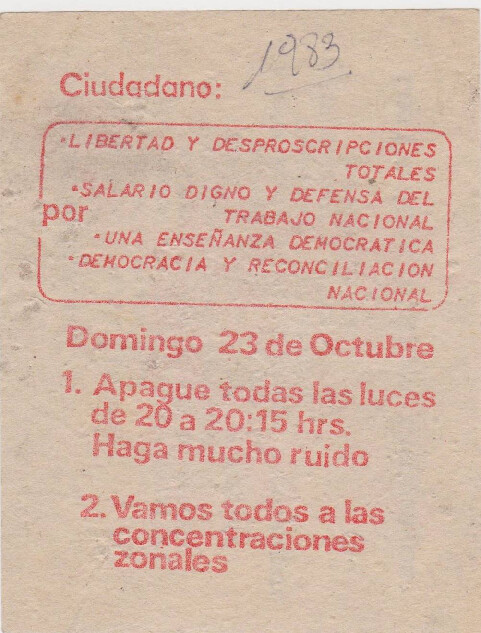 1983
Ciudadano:
•LIBERTAD Y DESPROSCRIPCIONES
TOTALES
•SALARIO DIGNO Y DEFENSA DEL
por TRABAJO NACIONAL
•UNA ENSEÑANZA DEMOCRATICA
•DEMOCRACIA Y RECONCILIACION
NACIONAL
Domingo 23 de Octubre
1. Apague todas las luces
de 20 a 20:15 hrs.
Haga mucho ruido
2. Vamos todos a las
concentraciones
zonales